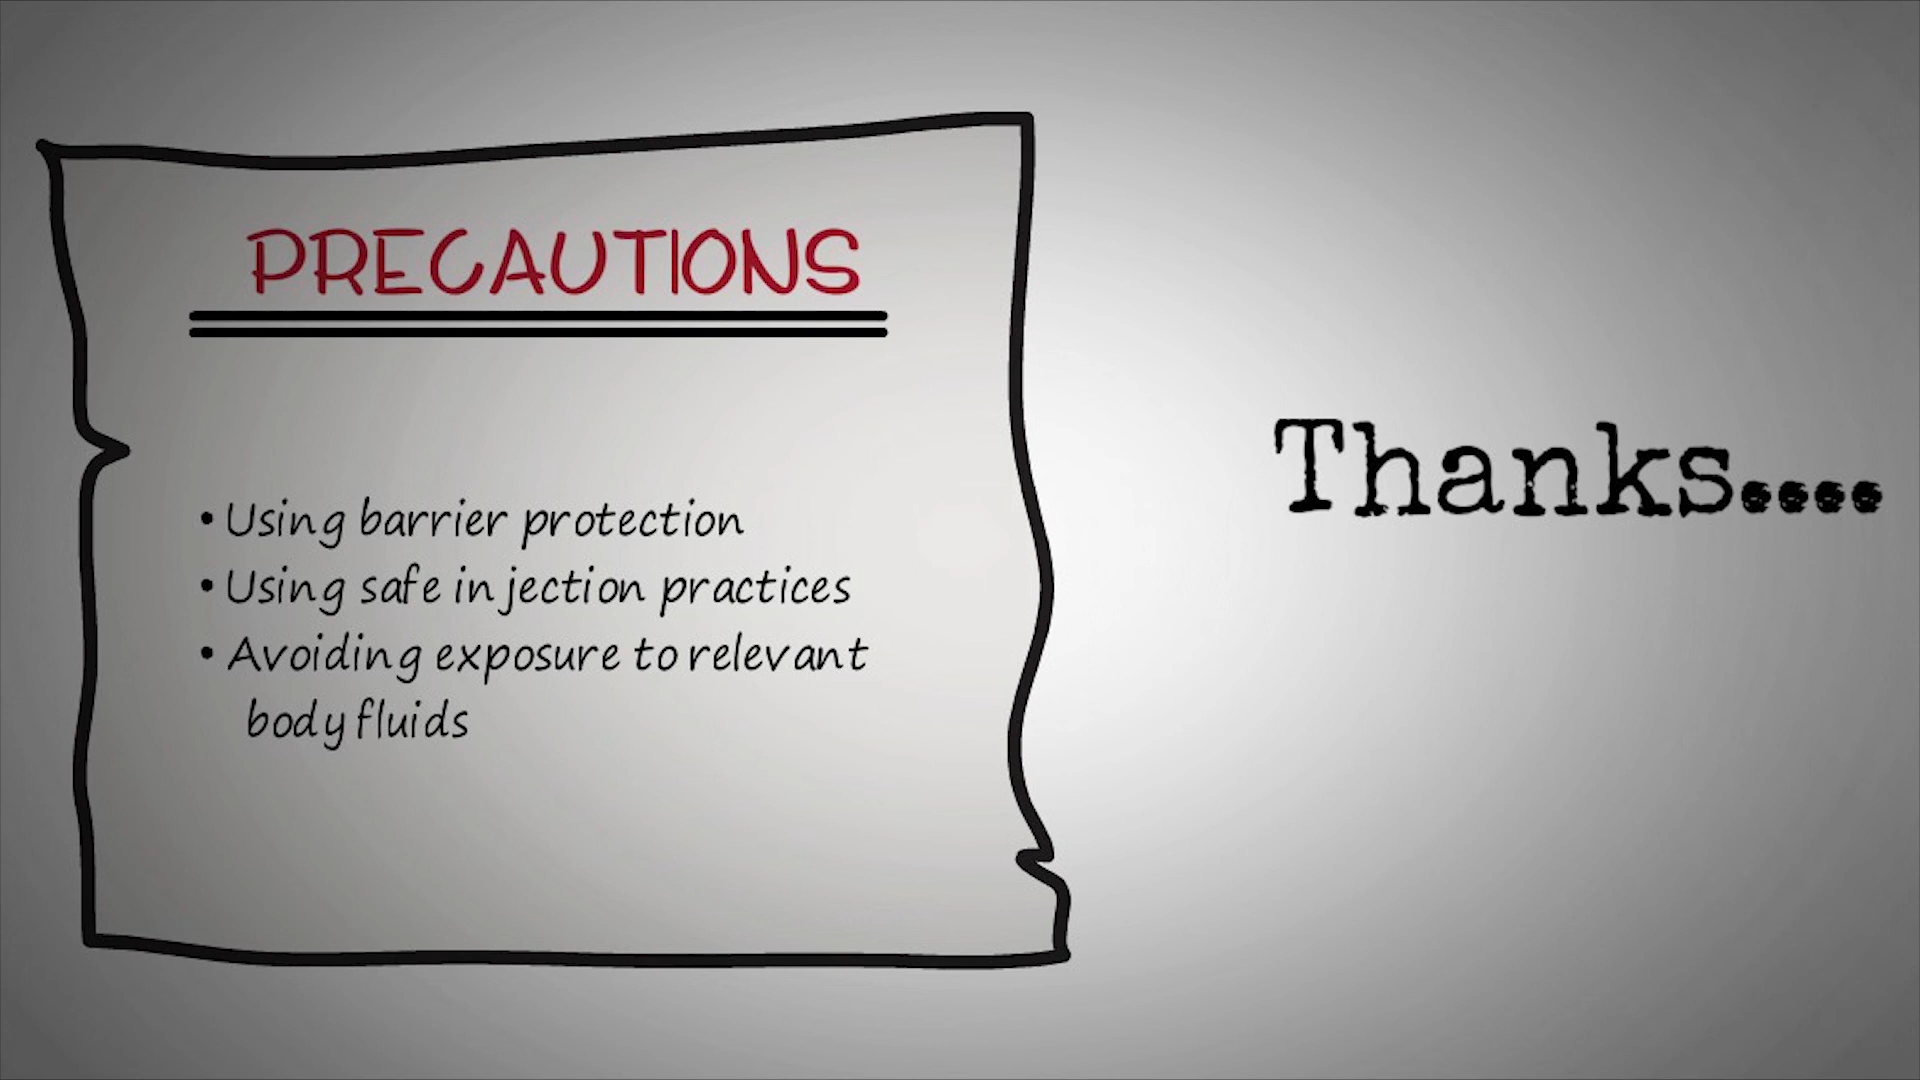 PRECAUTIONS
• Using barrier protection
• Using safe injection practices
• Avoiding exposure to relevant
body fluids
Thanks....